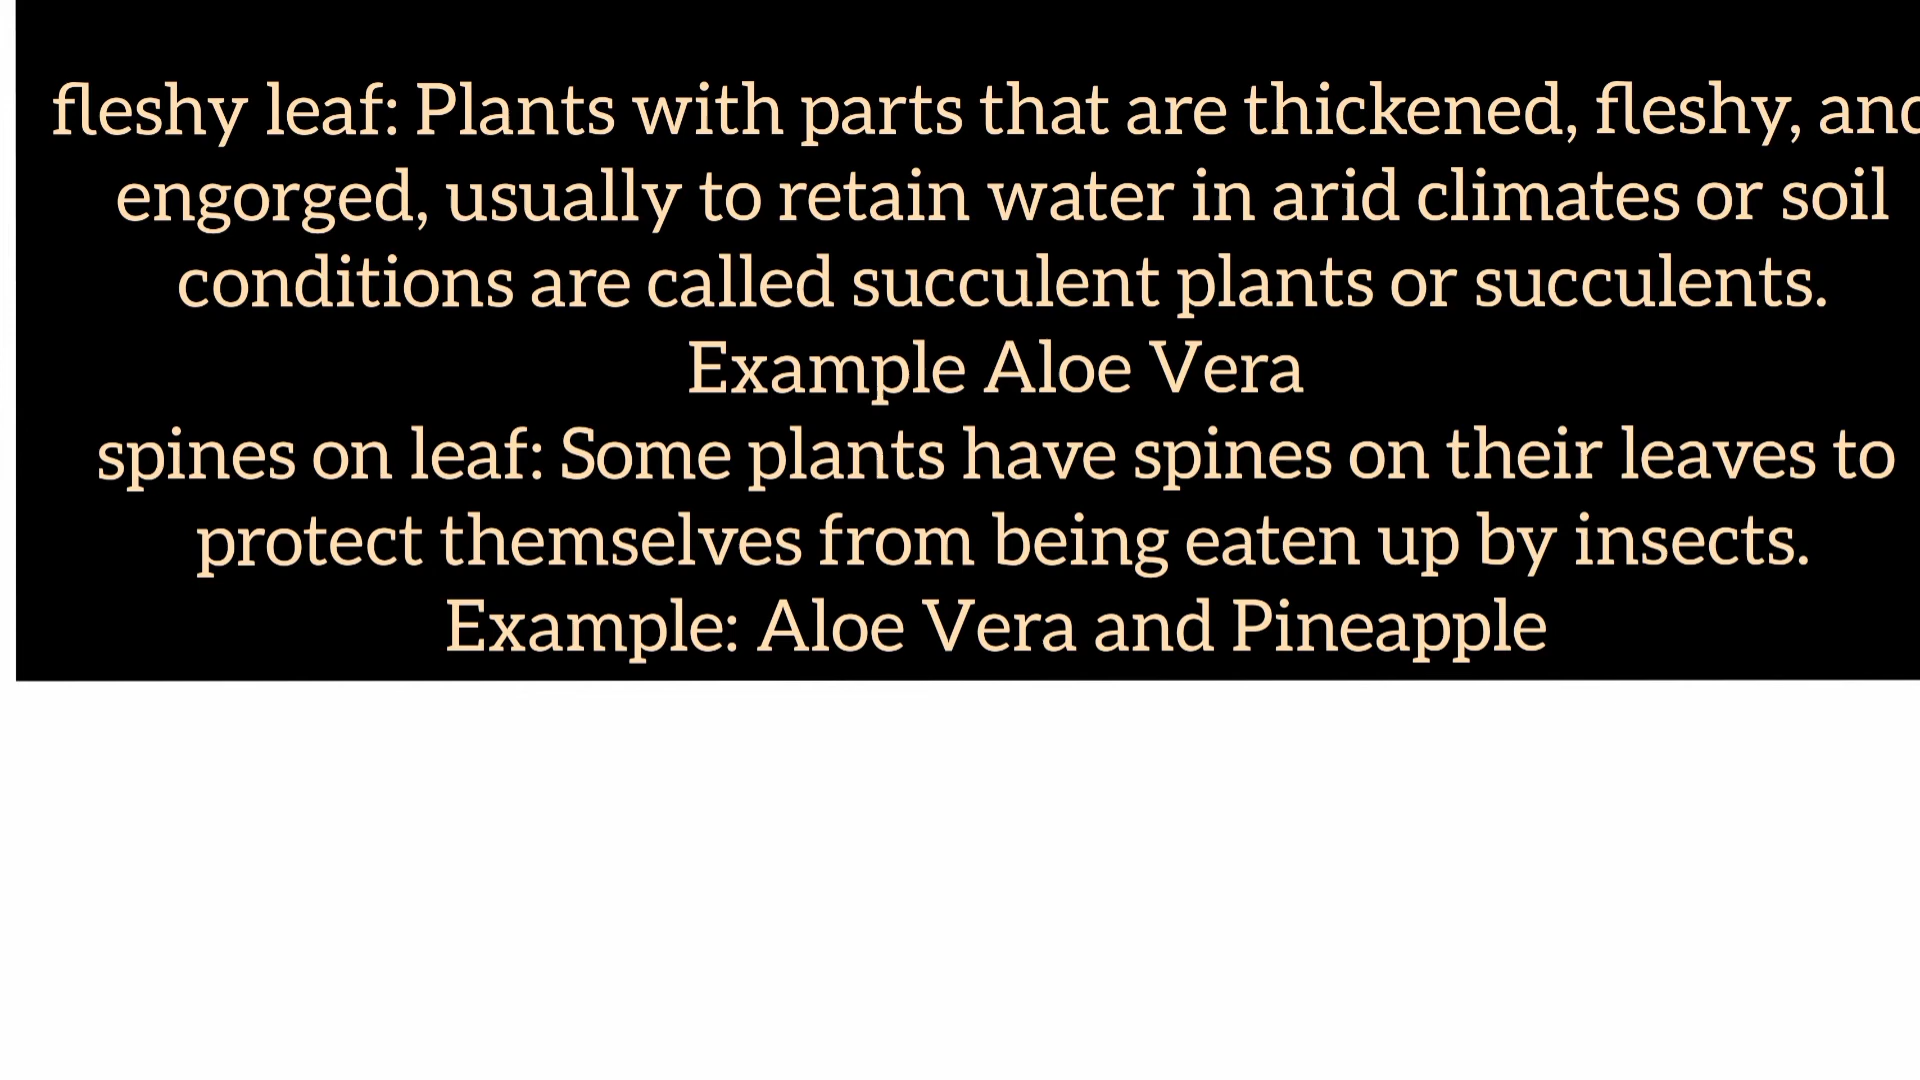 fleshy leaf: Plants with parts that are thickened, fleshy, and
engorged, usually to retain water in arid climates or soil
conditions are called succulent plants or succulents.
Example Aloe Vera
spines on leaf: Some plants have spines on their leaves to
protect themselves from being eaten up by insects.
Example: Aloe Vera and Pineapple